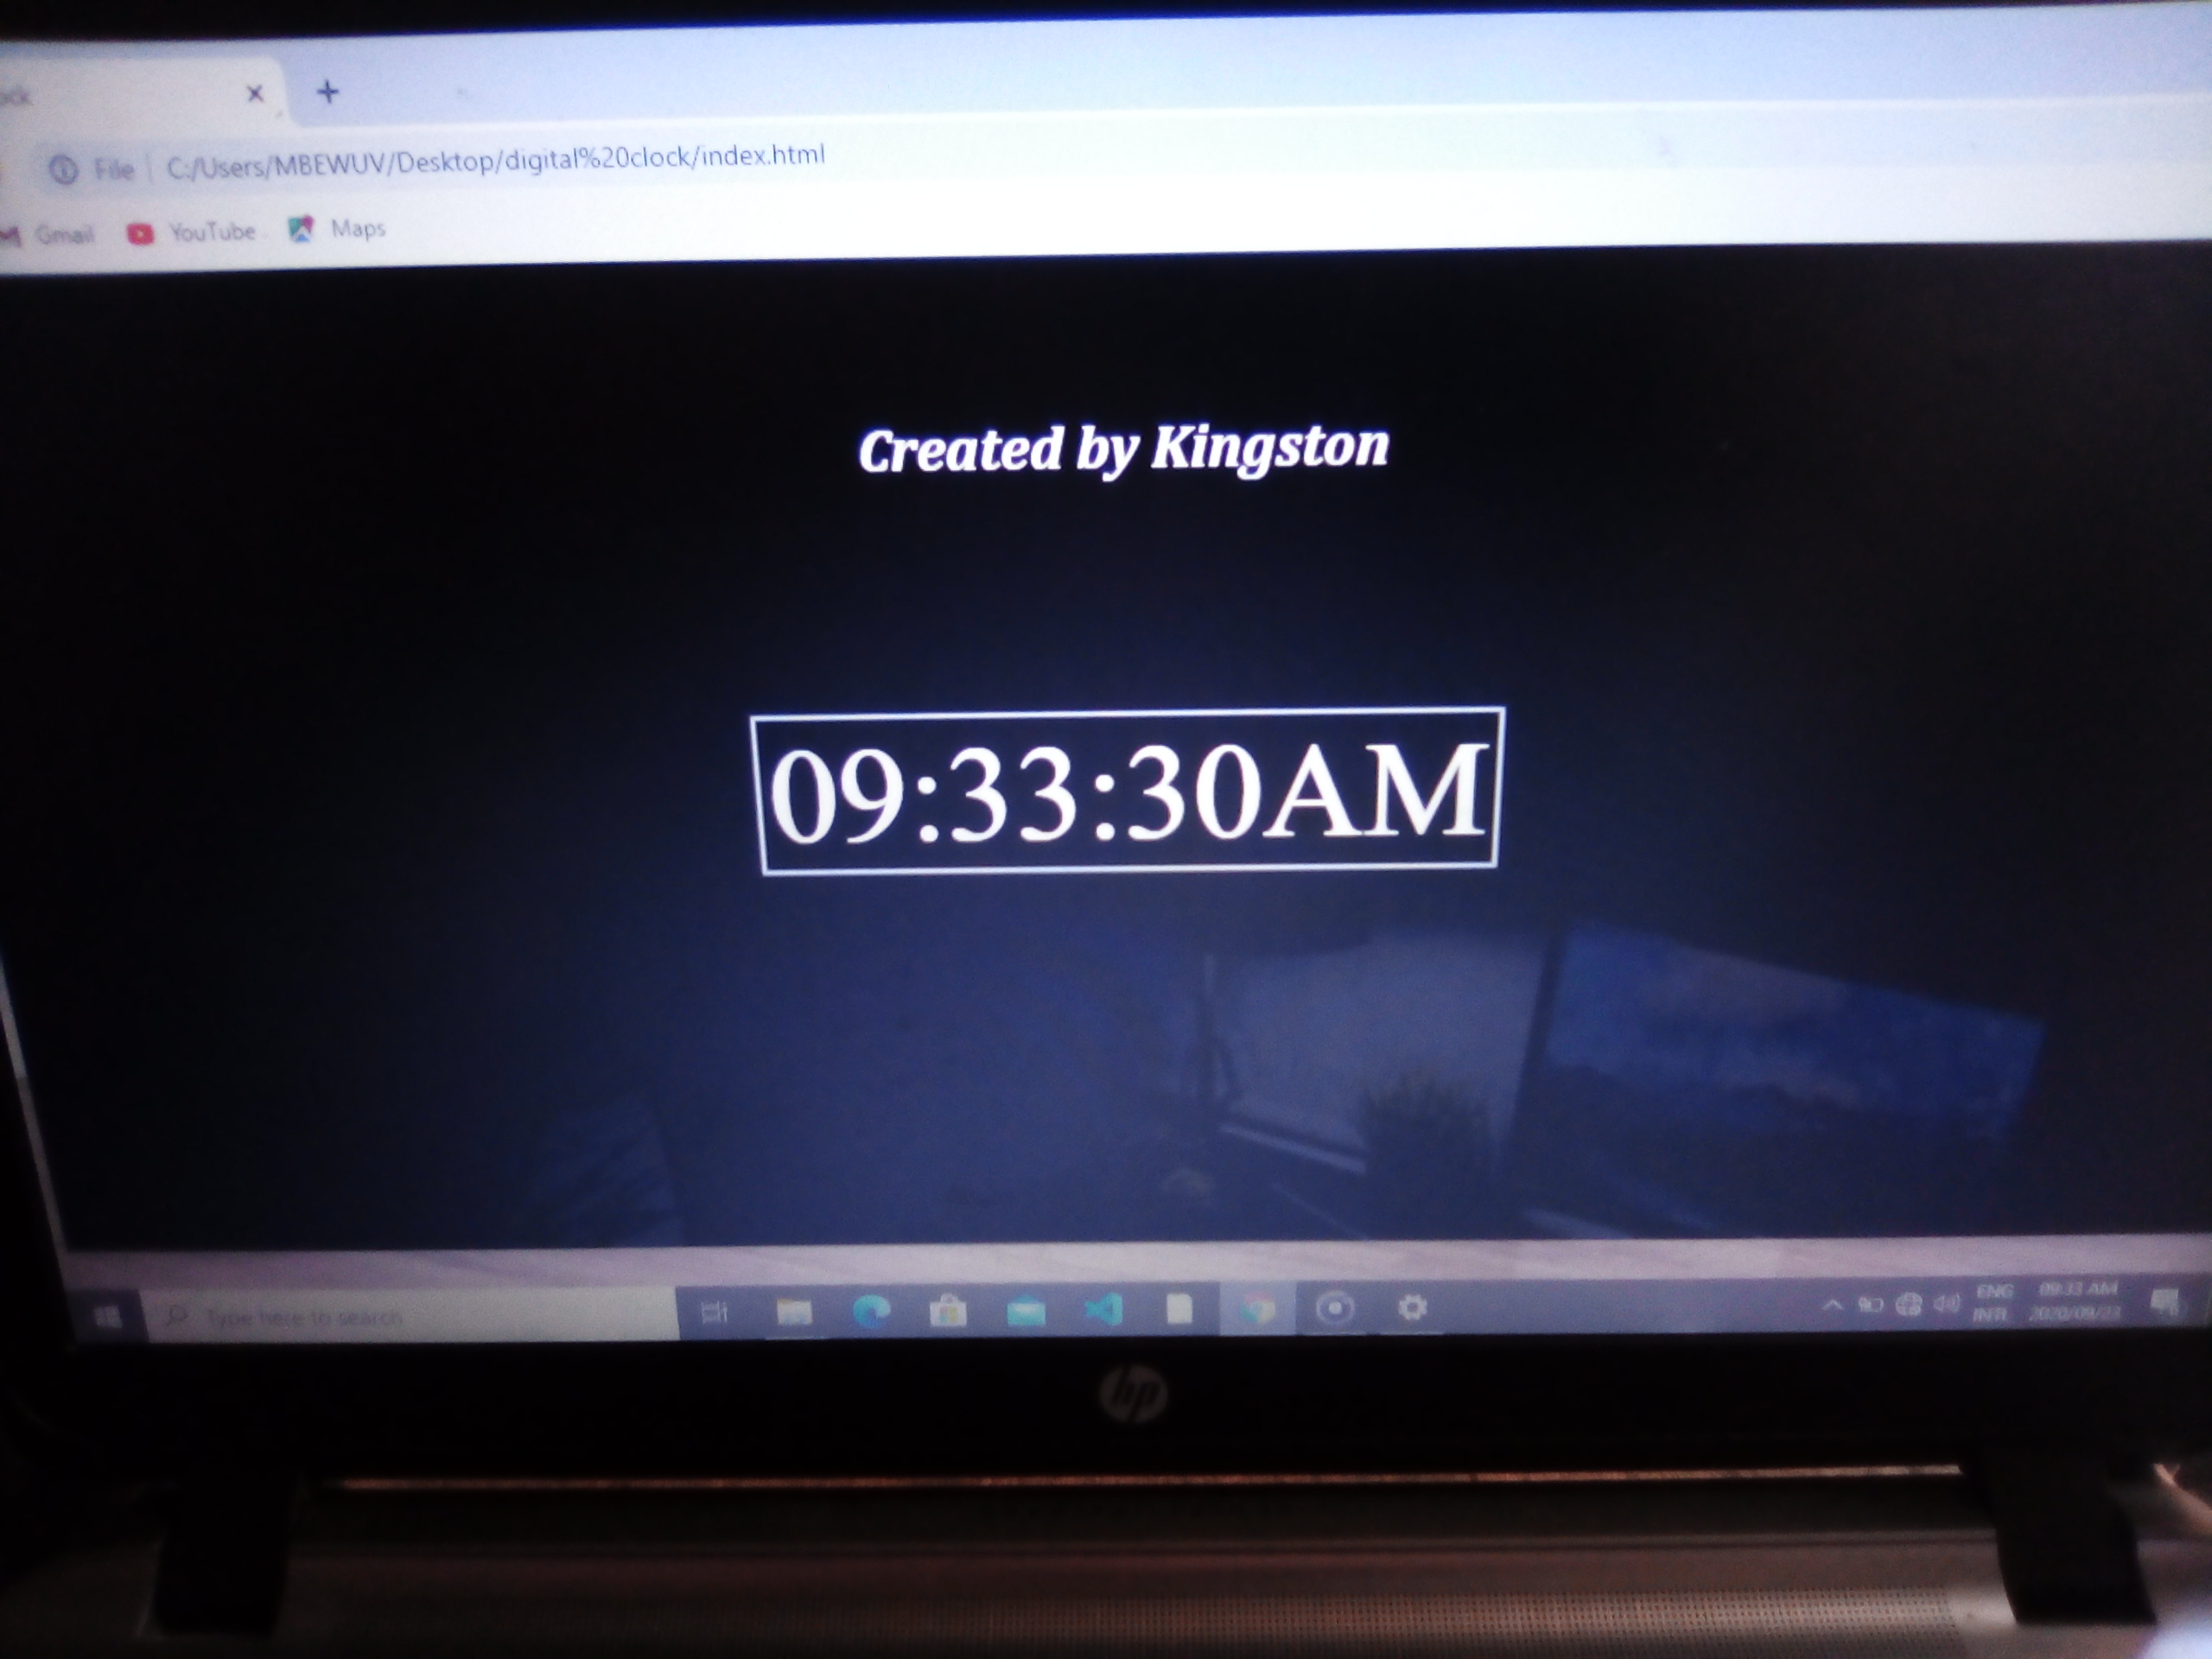 ock
File C:/Users/MBEWUV/Desktop/digital%20clock/index.html
Gmail YouTube Maps
Created by Kingston
09:33:30AM
Type here to search
ENG 09:33 AM
INTL 2020/09/23
hp